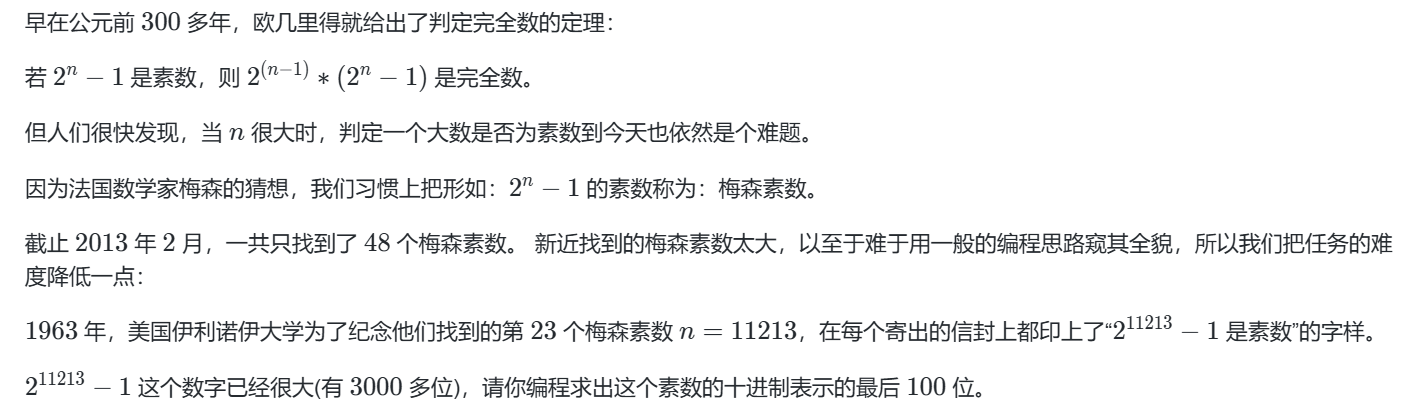 早在公元前 300 多年，欧几里得就给出了判定完全数的定理：
若 2^n − 1 是素数，则 2^(n−1) ∗ (2^n − 1) 是完全数。
但人们很快发现，当 n 很大时，判定一个大数是否为素数到今天也依然是个难题。
因为法国数学家梅森的猜想，我们习惯上把形如：2^n − 1 的素数称为：梅森素数。
截止 2013 年 2 月，一共只找到了 48 个梅森素数。 新近找到的梅森素数太大，以至于难于用一般的编程思路窥其全貌，所以我们把任务的难
度降低一点：
1963 年，美国伊利诺伊大学为了纪念他们找到的第 23 个梅森素数 n = 11213，在每个寄出的信封上都印上了“2^11213 − 1 是素数”的字样。
2^11213 − 1 这个数字已经很大(有 3000 多位)，请你编程求出这个素数的十进制表示的最后 100 位。